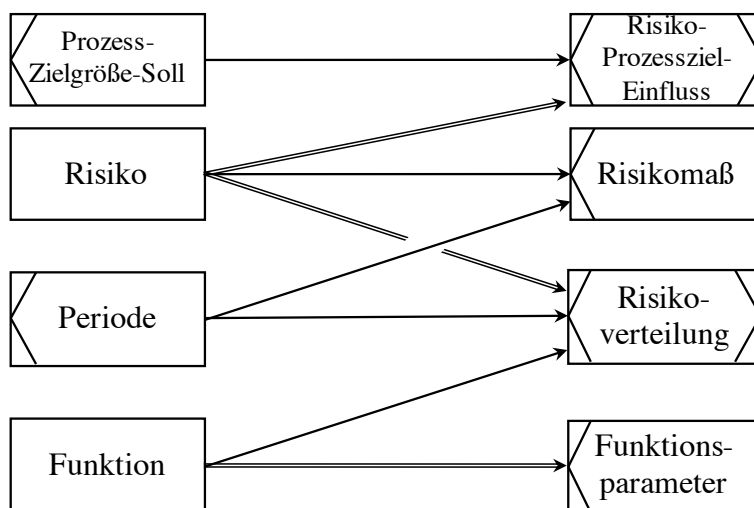 Prozess-
Zielgröße-Soll
Risiko-
Prozessziel-
Einfluss
Risiko
Risikomaß
Periode
Risiko-
verteilung
Funktion
Funktions-
parameter